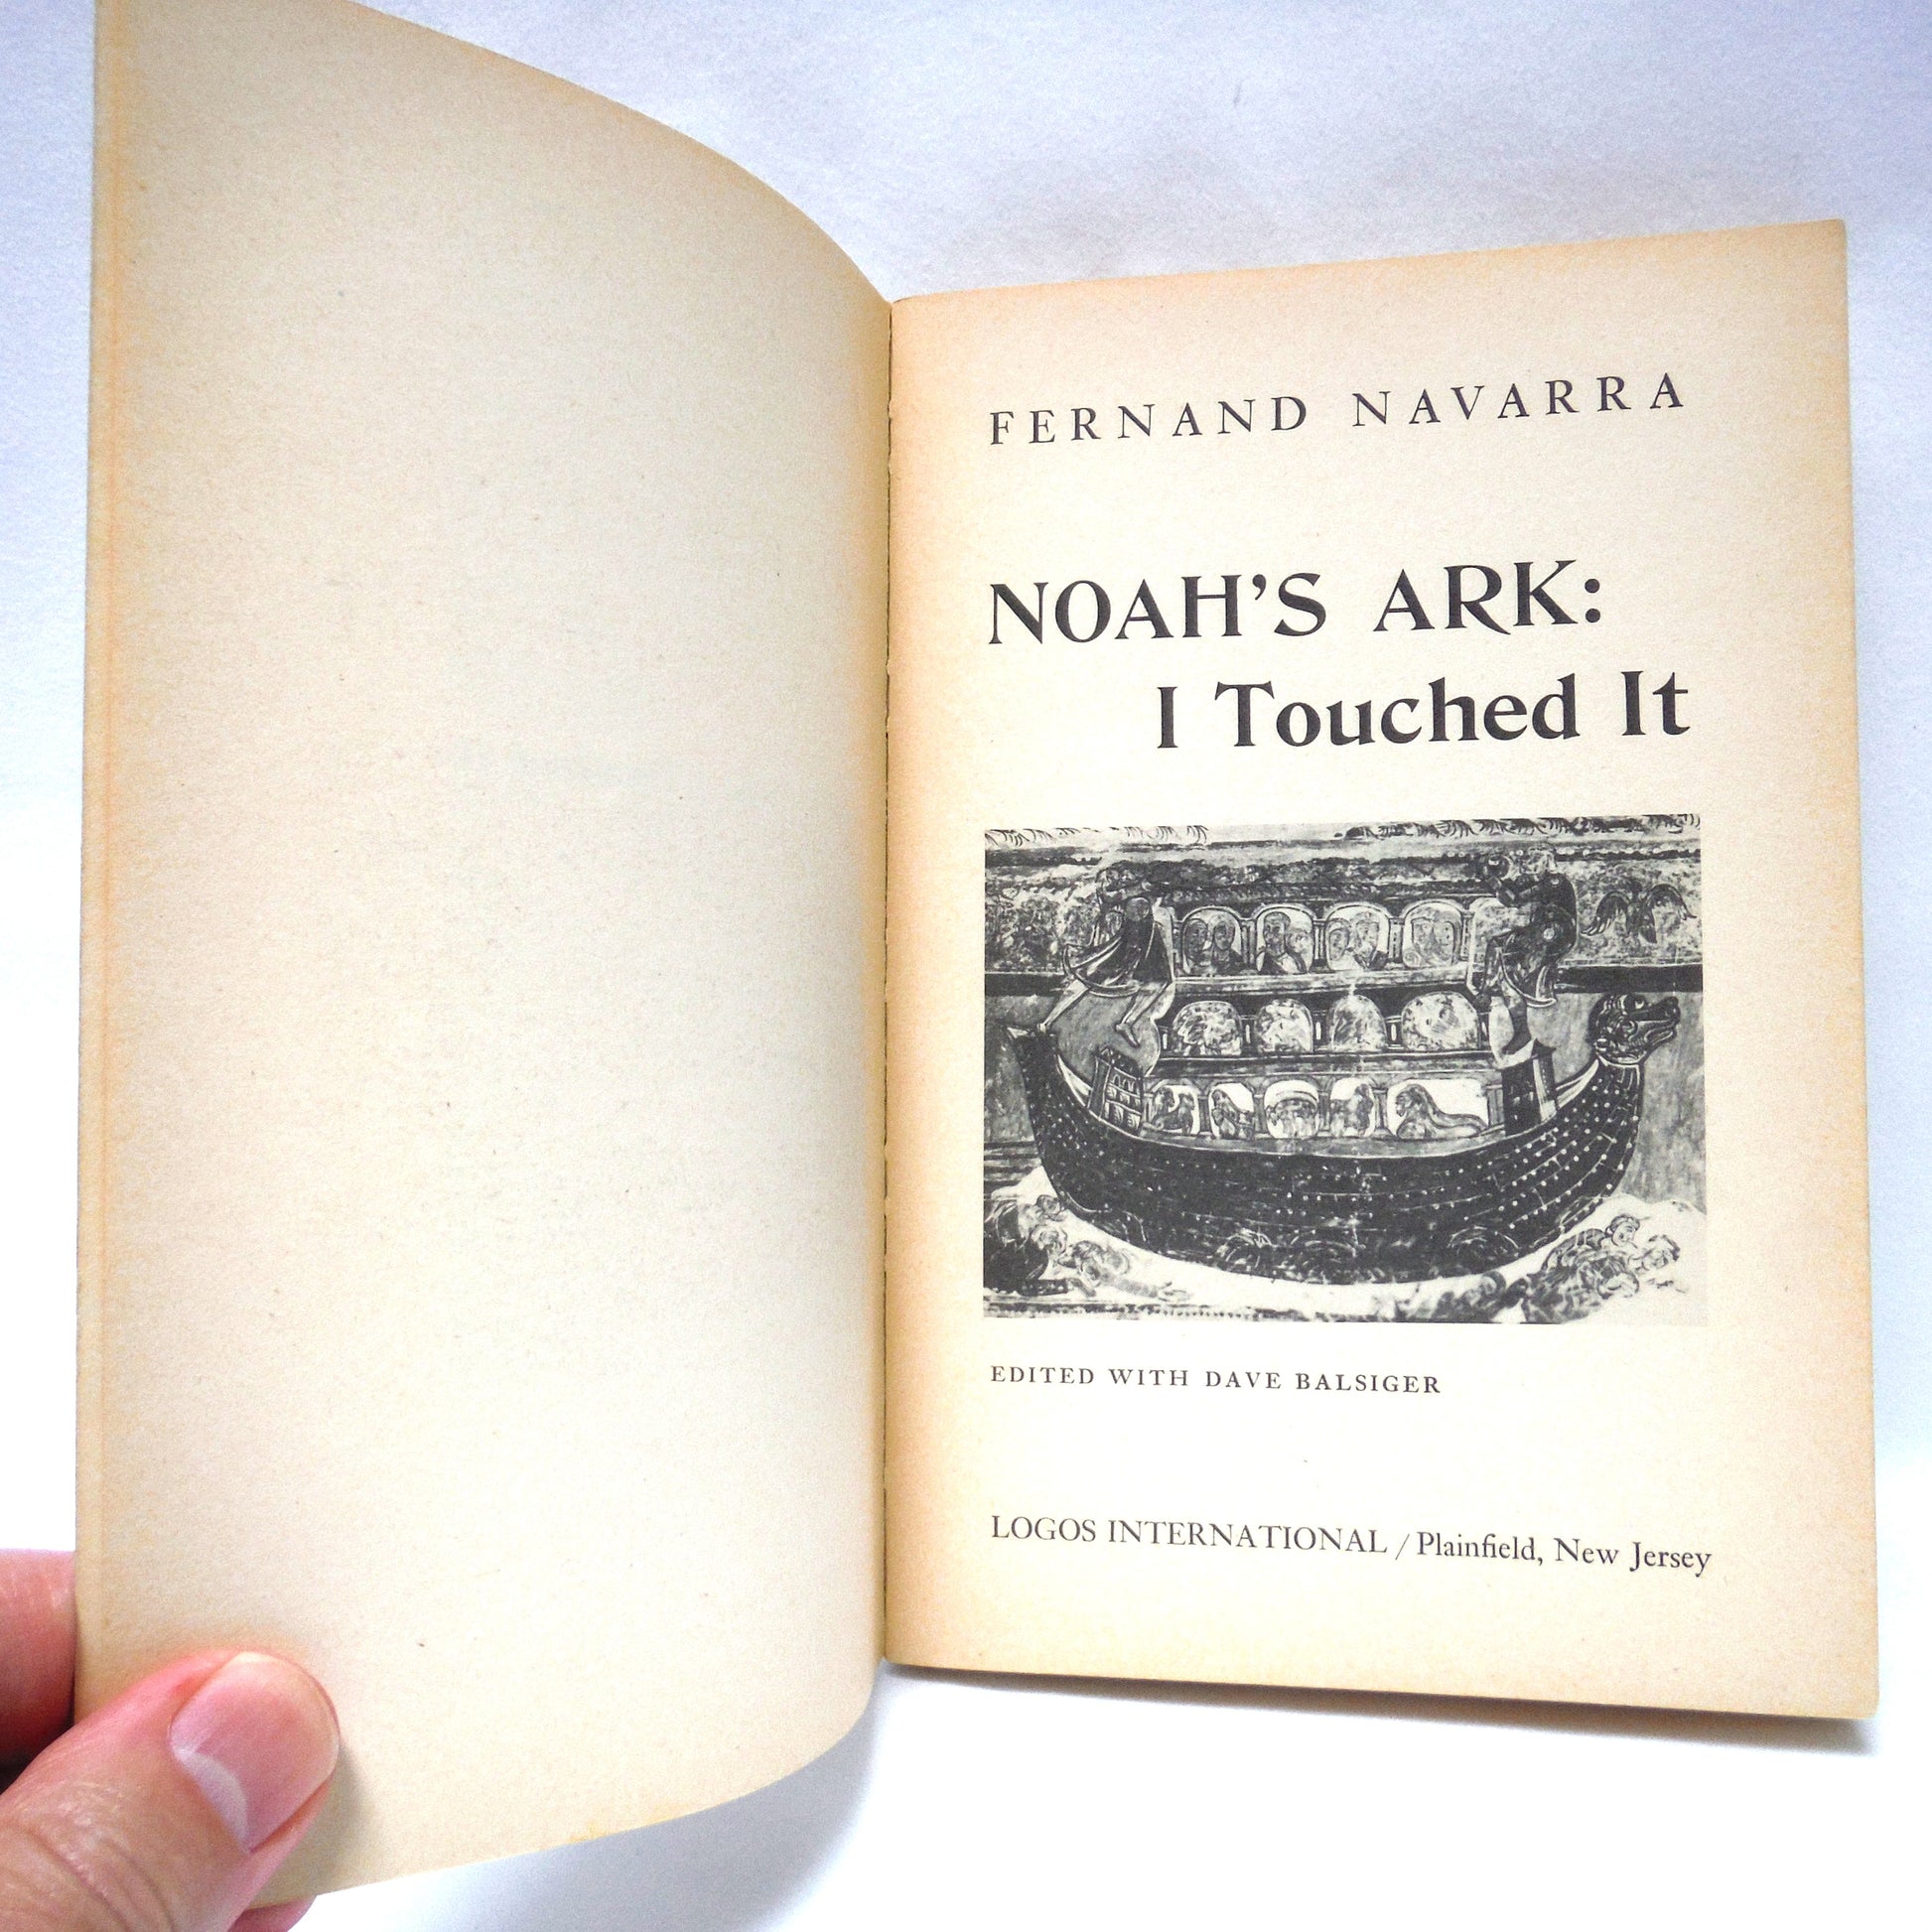 FERNAND NAVARRA
NOAH'S ARK:
I Touched It
EDITED WITH DAVE BALSIGER
LOGOS INTERNATIONAL / Plainfield, New Jersey